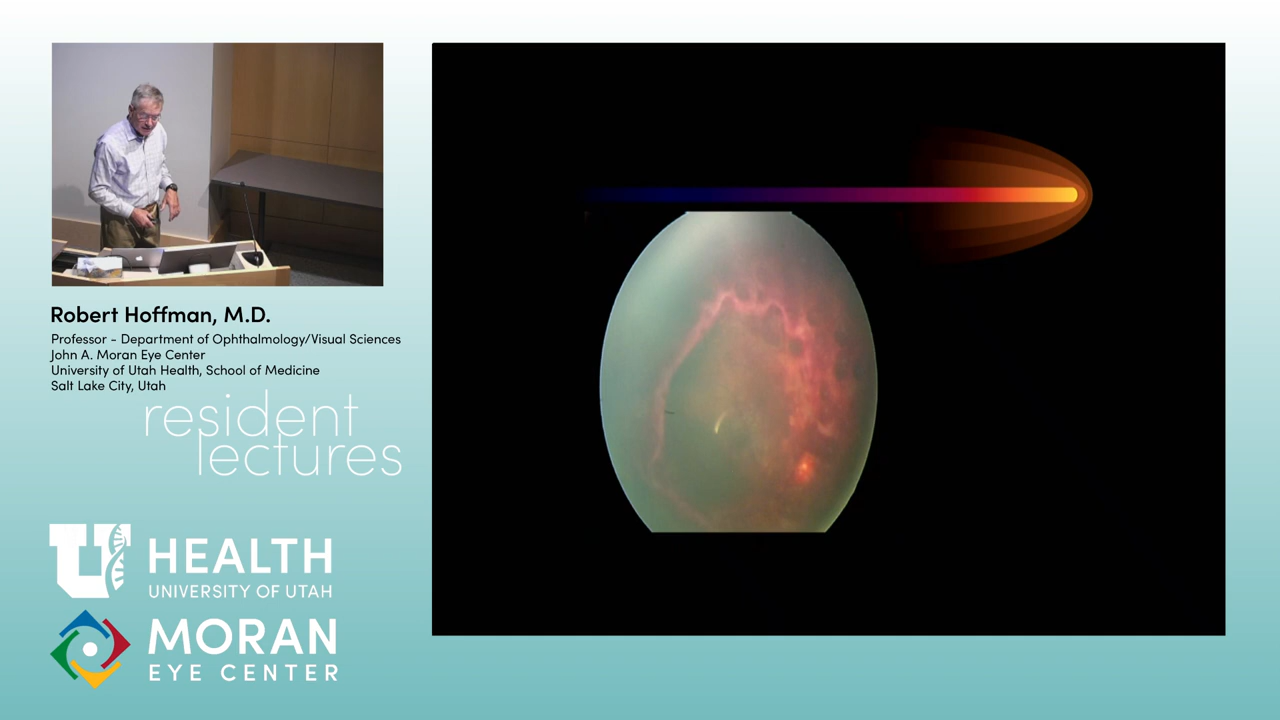 Robert Hoffman, M.D.
Professor - Department of Ophthalmology/Visual Sciences
John A. Moran Eye Center
University of Utah Health, School of Medicine
Salt Lake City, Utah
resident
lectures
U
HEALTH
UNIVERSITY OF UTAH
MORAN
EYE CENTER